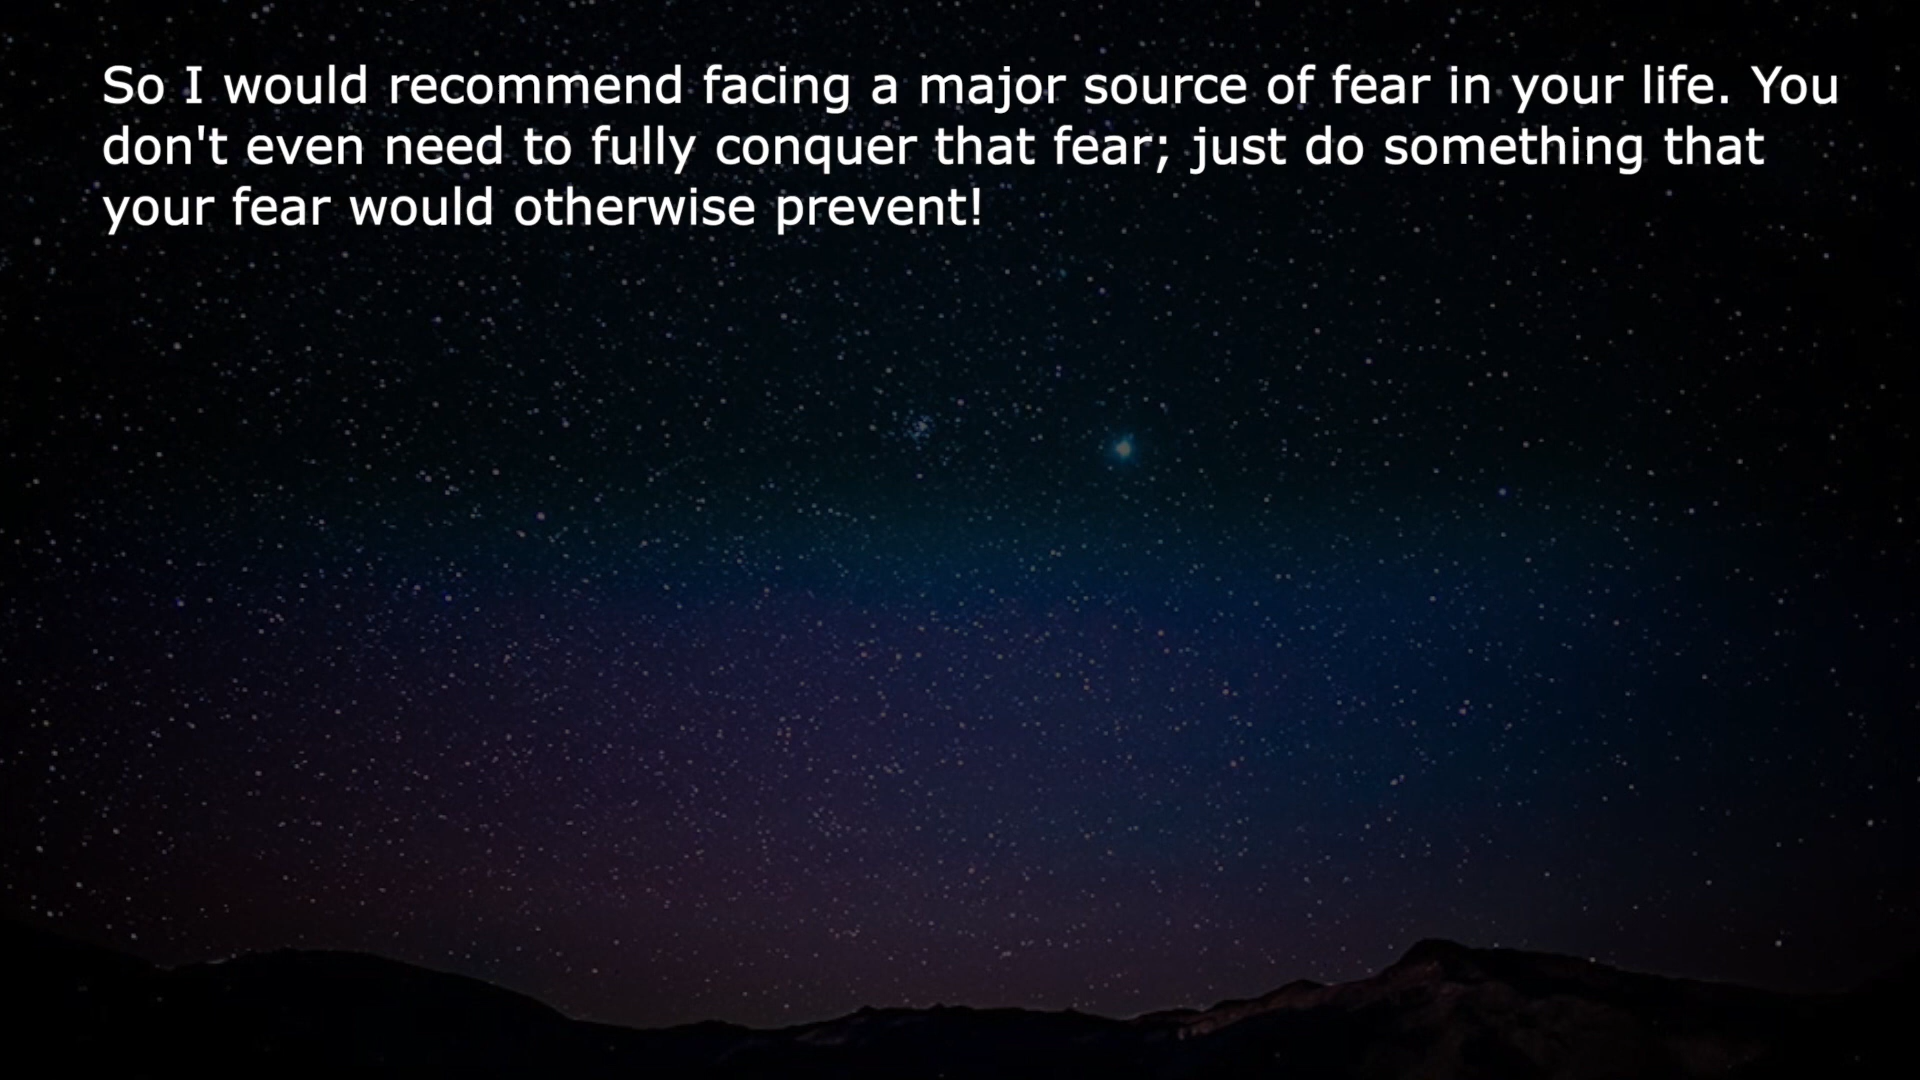 So I would recommend facing a major source of fear in your life. You
don't even need to fully conquer that fear; just do something that
your fear would otherwise prevent!